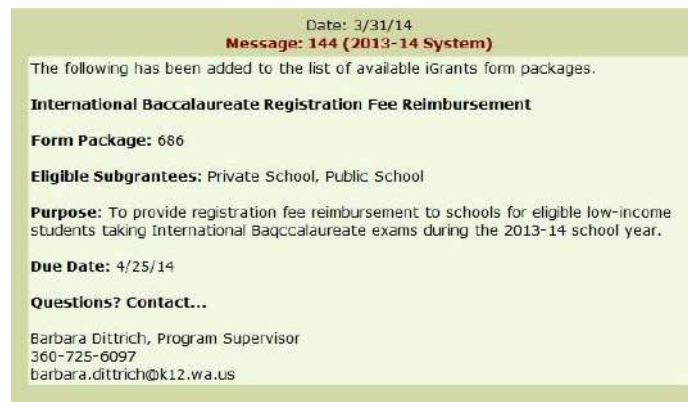 Date: 3/31/14
Message: 144 (2013-14 System)
The following has been added to the list of available iGrants form packages.
International Baccalaureate Registration Fee Reimbursement
Form Package: 686
Eligible Subgrantees: Private School, Public School
Purpose: To provide registration fee reimbursement to schools for eligible low-income
students taking International Baqccalaureate exams during the 2013-14 school year.
Due Date: 4/25/14
Questions? Contact...
Barbara Dittrich, Program Supervisor
360-725-6097
barbara.dittrich@k12.wa.us